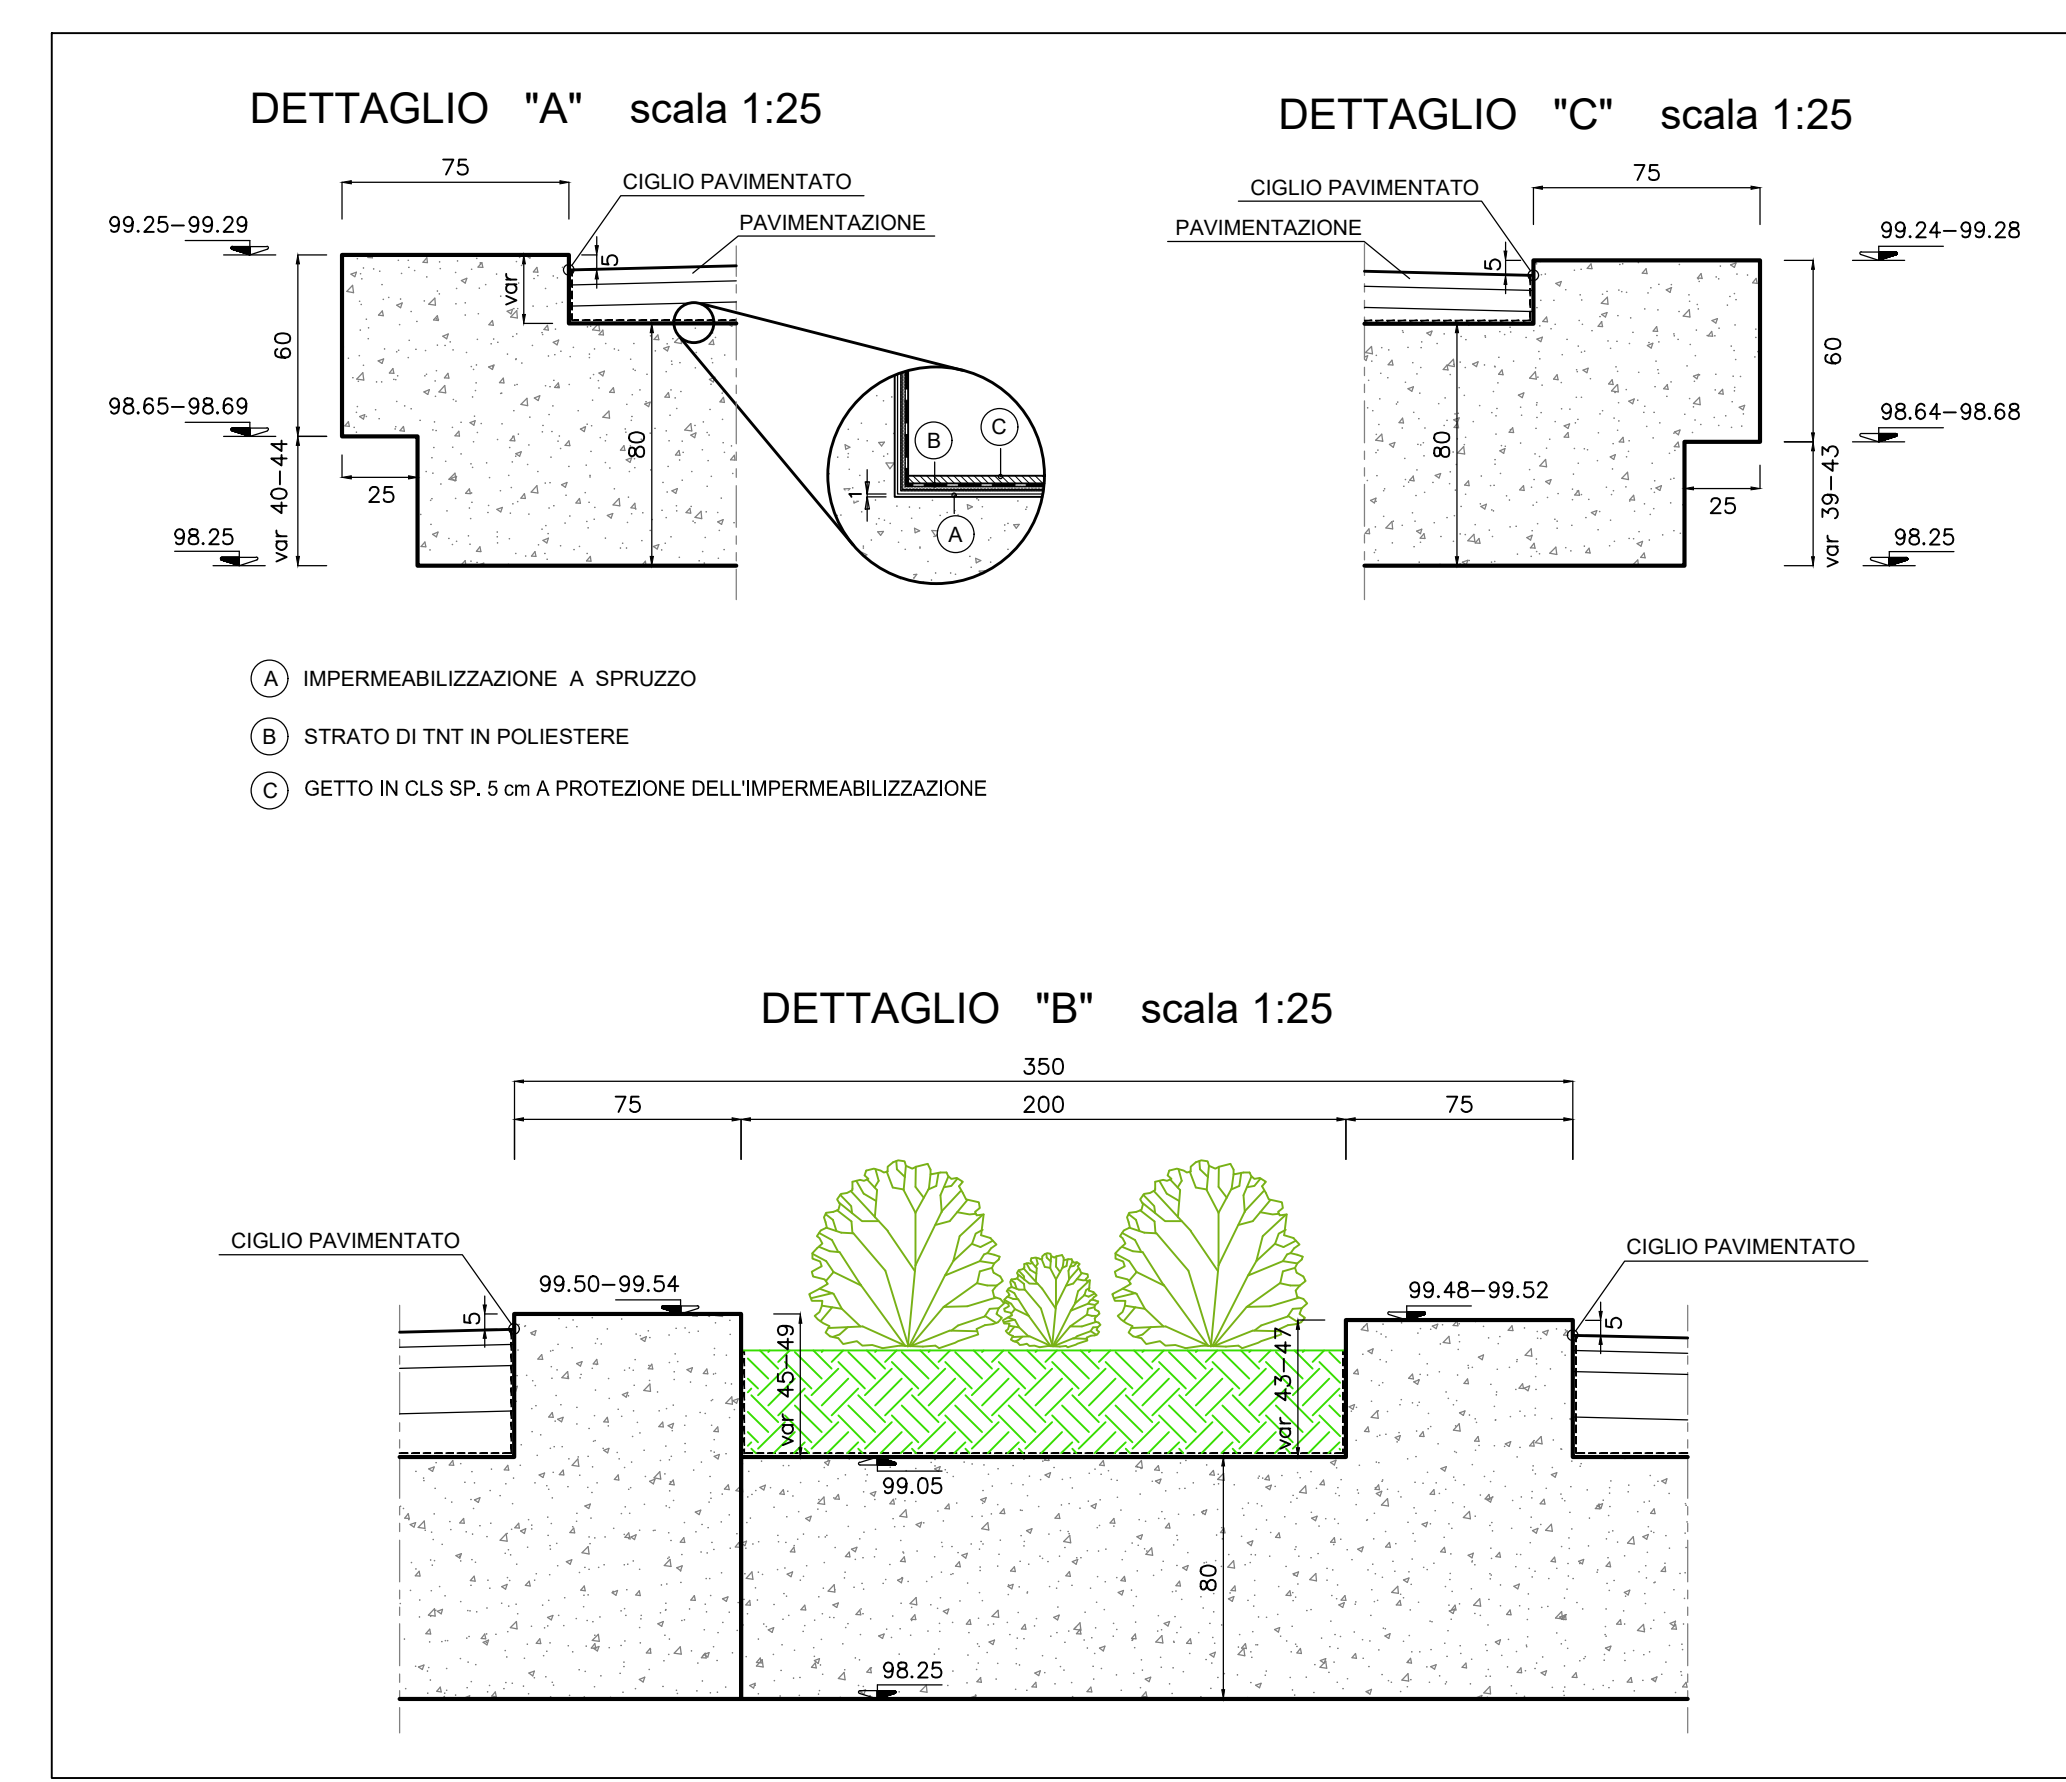 DETTAGLIO "A" scala 1:25
75
CIGLIO PAVIMENTATO
PAVIMENTAZIONE
99.25-99.29
5
var
60
80
98.65-98.69
25
var 40-44
98.25
B
C
1
A
DETTAGLIO "C" scala 1:25
75
CIGLIO PAVIMENTATO
PAVIMENTAZIONE
99.24-99.28
5
60
80
98.64-98.68
25
var 39-43
98.25
A IMPERMEABILIZZAZIONE A SPRUZZO
B STRATO DI TNT IN POLIESTERE
C GETTO IN CLS SP. 5 cm A PROTEZIONE DELL'IMPERMEABILIZZAZIONE
DETTAGLIO "B" scala 1:25
350
75 200 75
CIGLIO PAVIMENTATO
CIGLIO PAVIMENTATO
99.50-99.54
99.48-99.52
5
5
var 45-49
var 43-47
99.05
80
98.25